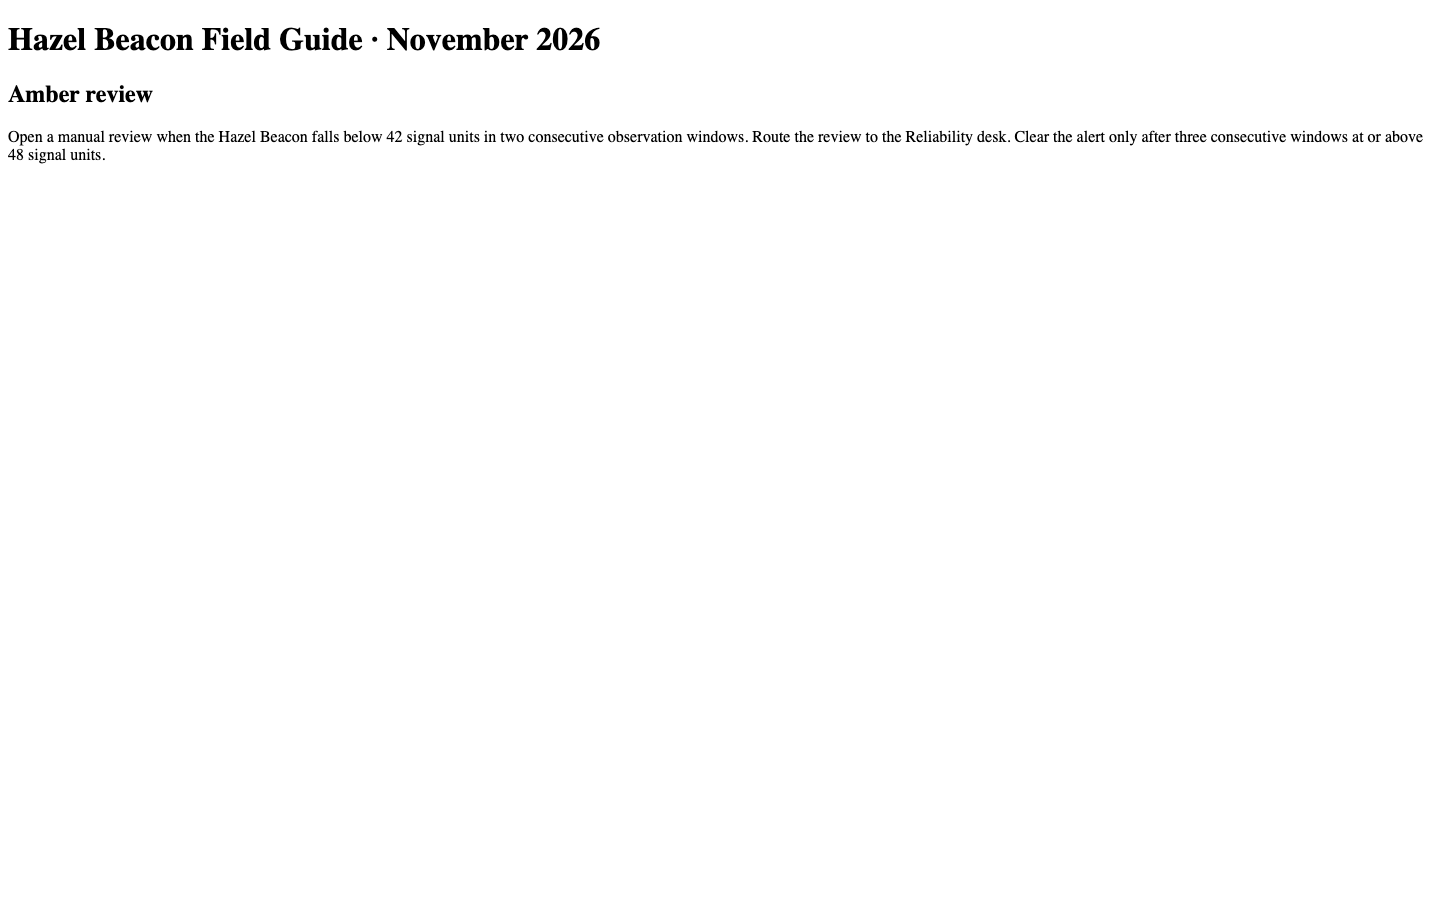 Hazel Beacon Field Guide · November 2026
Amber review
Open a manual review when the Hazel Beacon falls below 42 signal units in two consecutive observation windows. Route the review to the Reliability desk. Clear the alert only after three consecutive windows at or above
48 signal units.